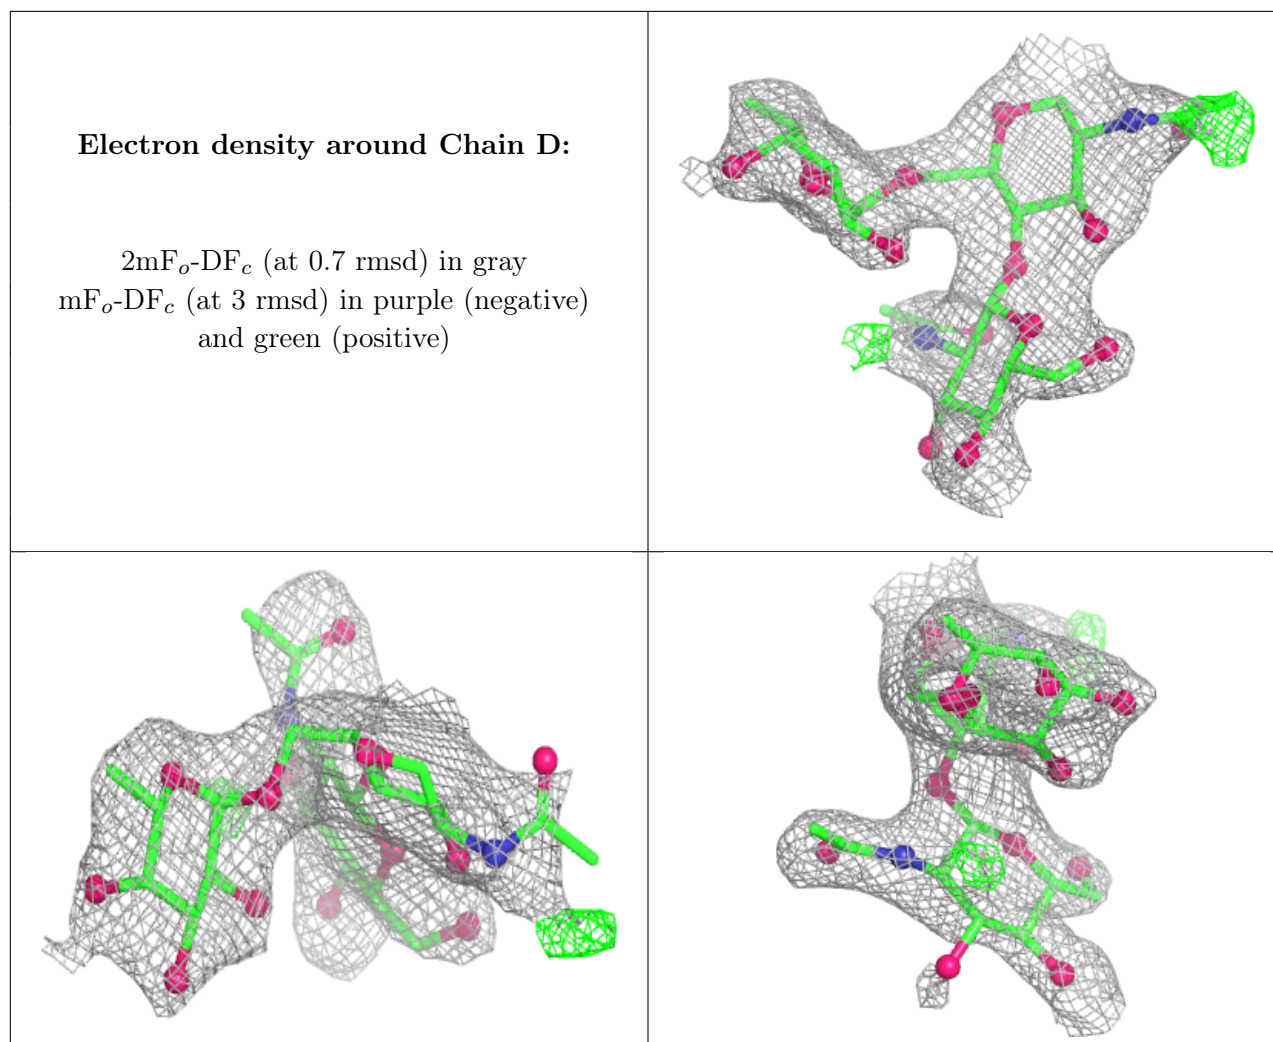 Electron density around Chain D:
2mFₒ-DF𝒸 (at 0.7 rmsd) in gray
mFₒ-DF𝒸 (at 3 rmsd) in purple (negative)
and green (positive)